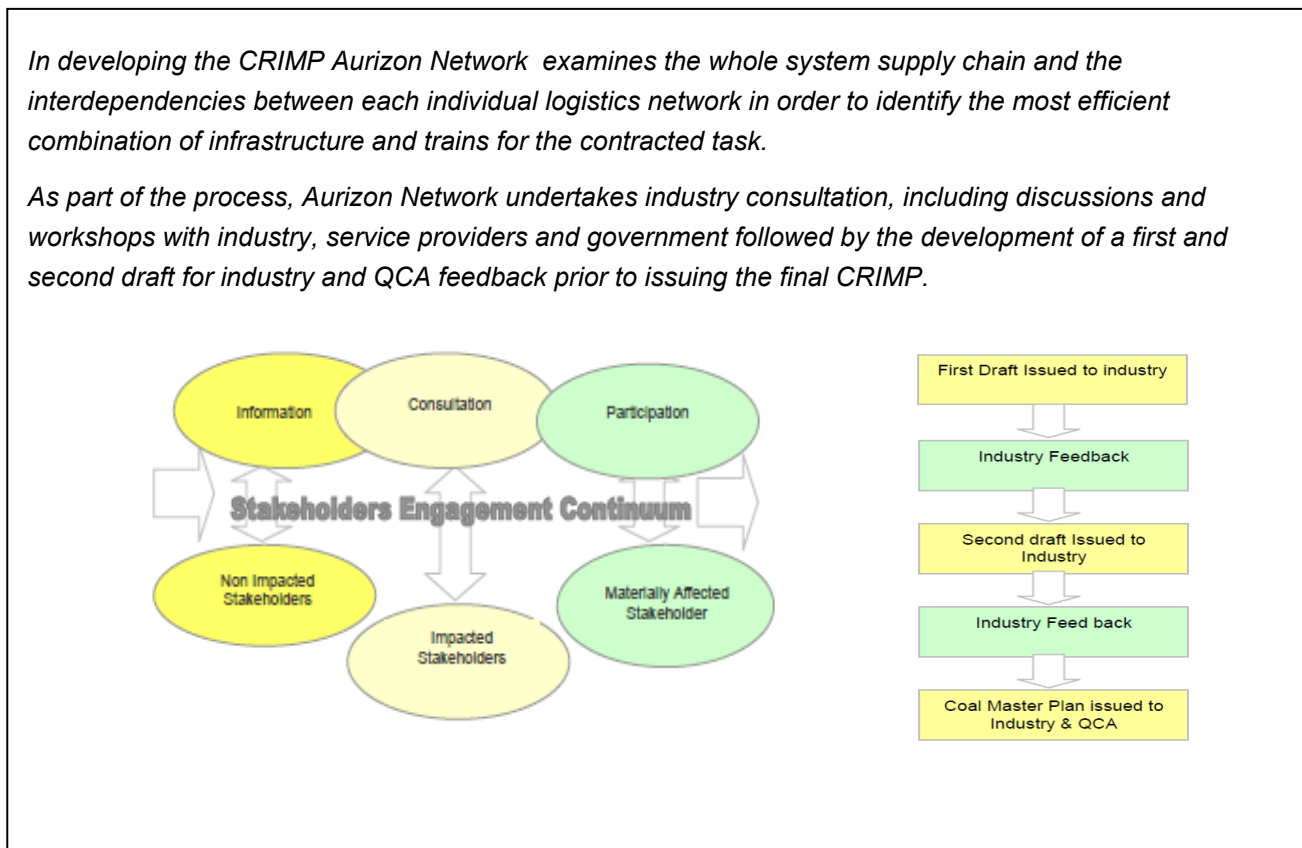 In developing the CRIMP Aurizon Network examines the whole system supply chain and the
interdependencies between each individual logistics network in order to identify the most efficient
combination of infrastructure and trains for the contracted task.
As part of the process, Aurizon Network undertakes industry consultation, including discussions and
workshops with industry, service providers and government followed by the development of a first and
second draft for industry and QCA feedback prior to issuing the final CRIMP.
Information
Consultation
Participation
Stakeholders Engagement Continuum
Non Impacted
Stakeholders
Impacted
Stakeholders
Materially Affected
Stakeholder
First Draft Issued to industry
Industry Feedback
Second draft Issued to
Industry
Industry Feed back
Coal Master Plan issued to
Industry & QCA